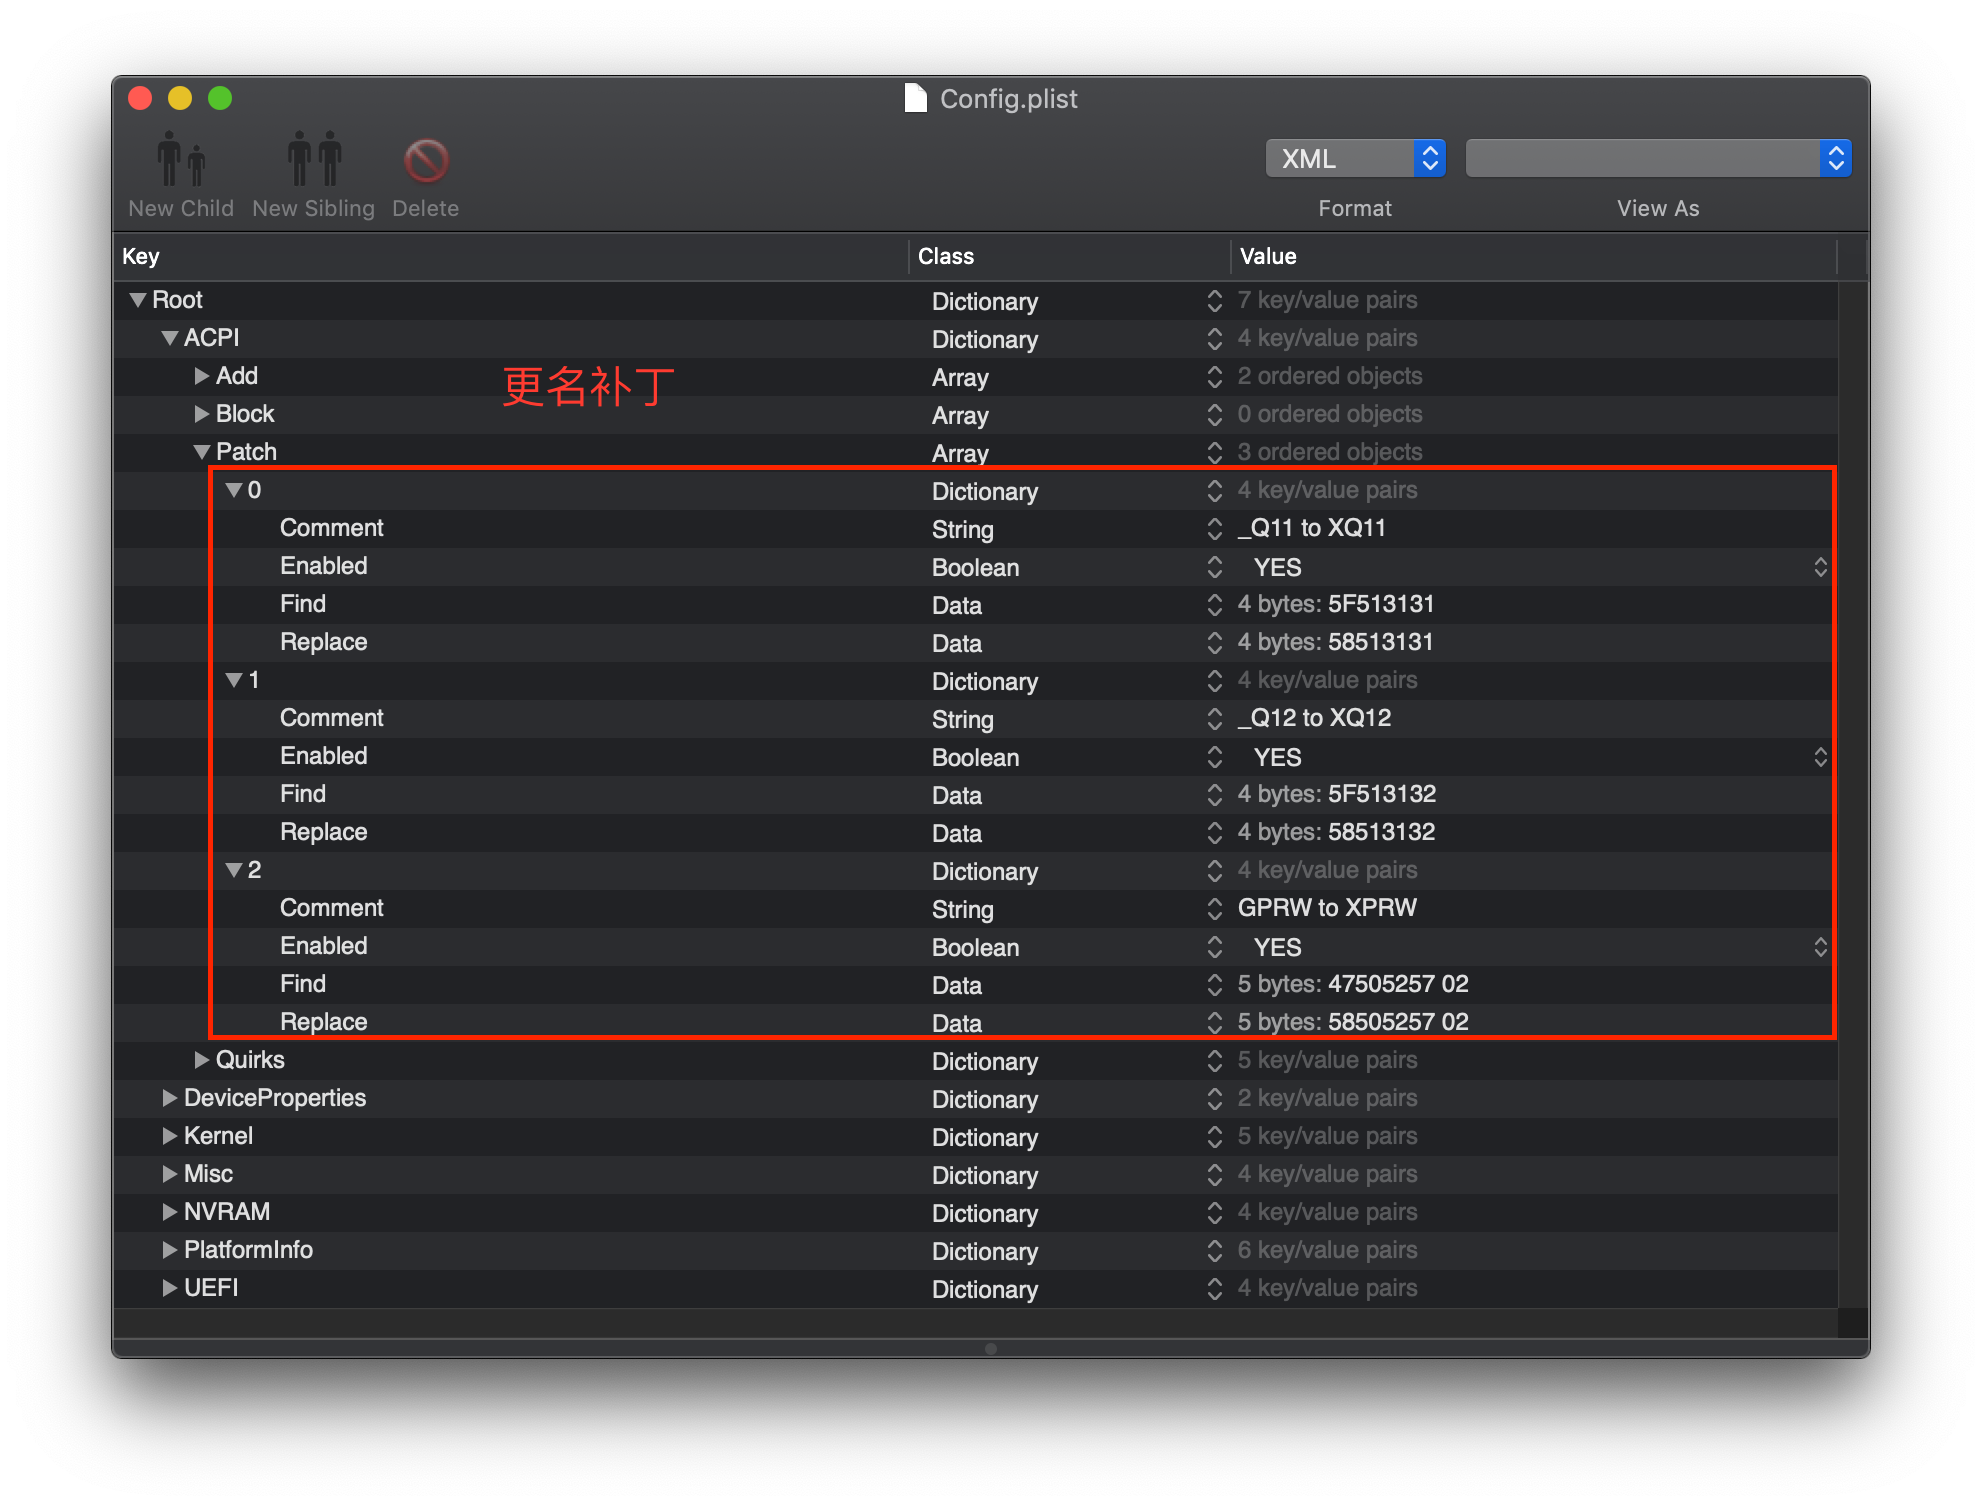 Config.plist
XML
New Child New Sibling Delete Format View As
Key Class Value
Root Dictionary 7 key/value pairs
ACPI Dictionary 4 key/value pairs
Add Array 2 ordered objects
更名补丁
Block Array 0 ordered objects
Patch Array 3 ordered objects
0 Dictionary 4 key/value pairs
Comment String _Q11 to XQ11
Enabled Boolean YES
Find Data 4 bytes: 5F513131
Replace Data 4 bytes: 58513131
1 Dictionary 4 key/value pairs
Comment String _Q12 to XQ12
Enabled Boolean YES
Find Data 4 bytes: 5F513132
Replace Data 4 bytes: 58513132
2 Dictionary 4 key/value pairs
Comment String GPRW to XPRW
Enabled Boolean YES
Find Data 5 bytes: 47505257 02
Replace Data 5 bytes: 58505257 02
Quirks Dictionary 5 key/value pairs
DeviceProperties Dictionary 2 key/value pairs
Kernel Dictionary 5 key/value pairs
Misc Dictionary 4 key/value pairs
NVRAM Dictionary 4 key/value pairs
PlatformInfo Dictionary 6 key/value pairs
UEFI Dictionary 4 key/value pairs